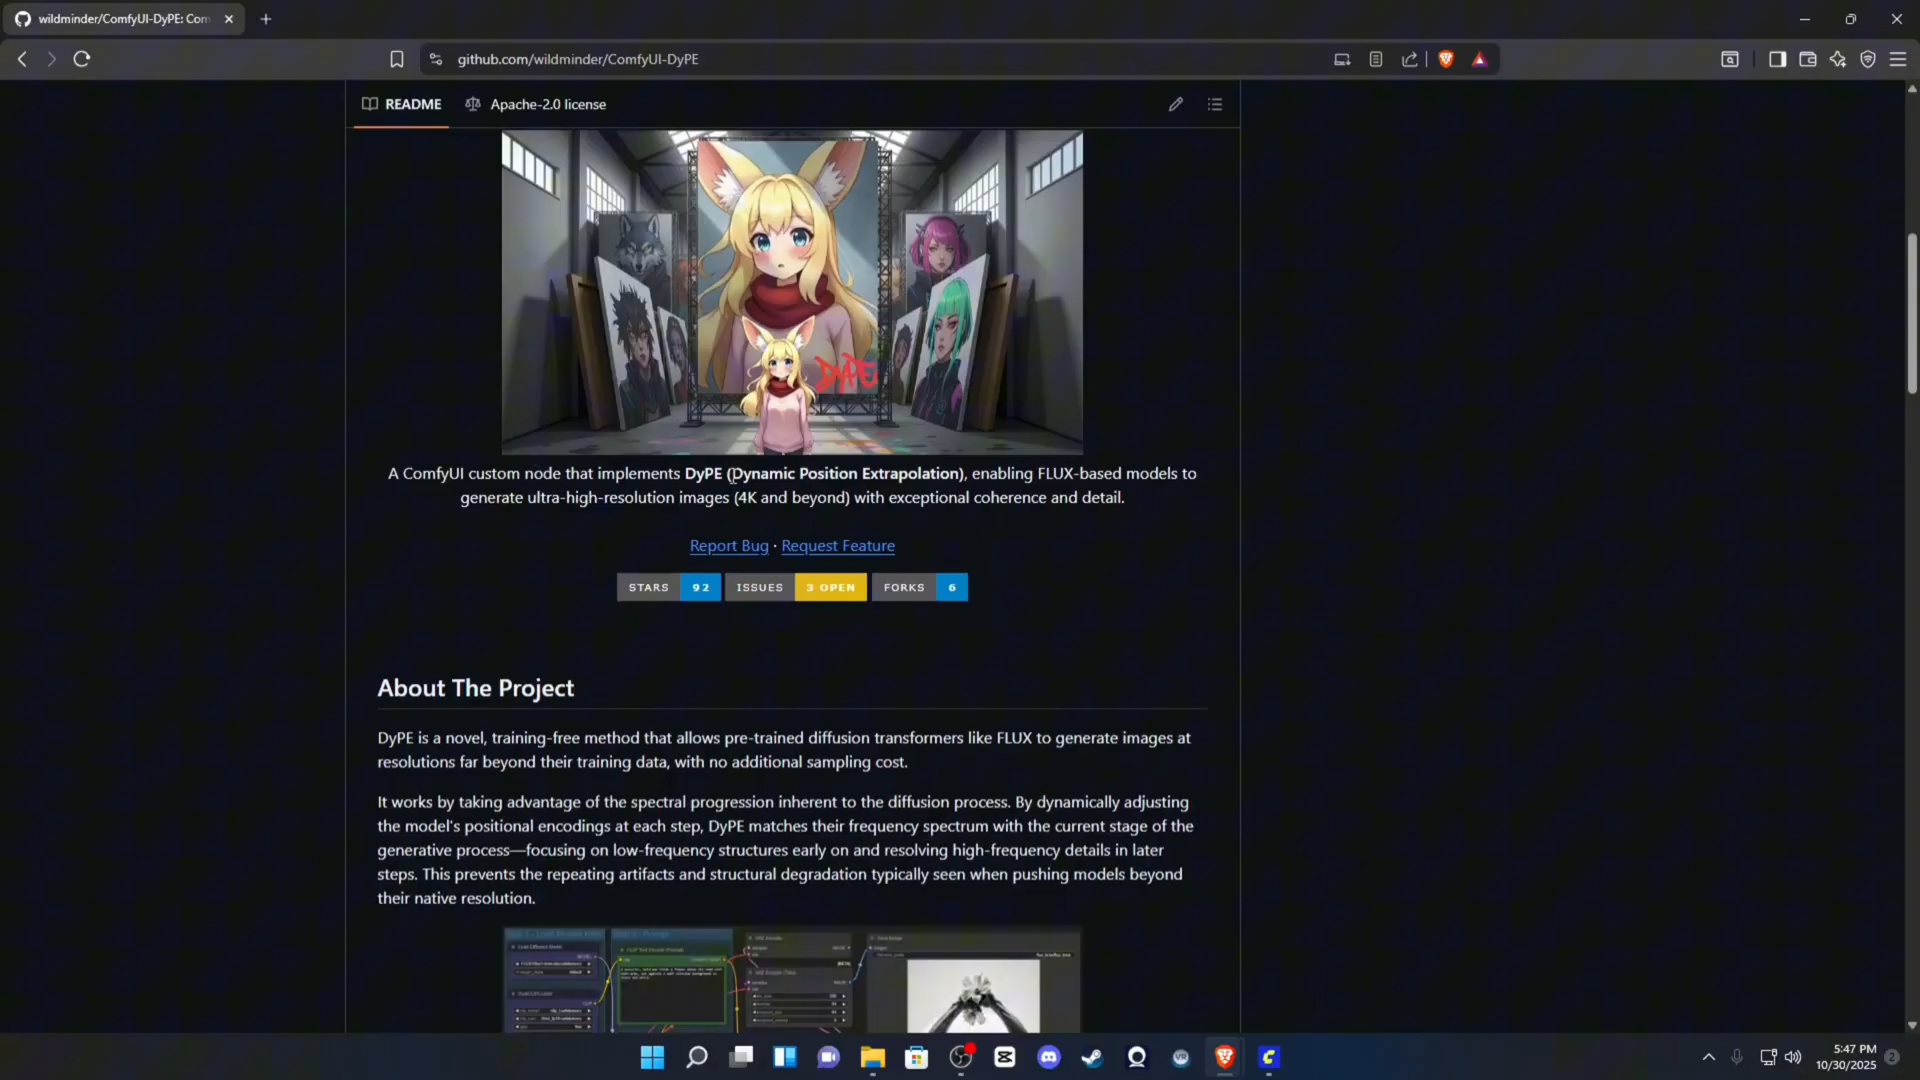 wildminder/ComfyUI-DyPE: Com
github.com/wildminder/ComfyUI-DyPE
README
Apache-2.0 license
DyPE
A ComfyUI custom node that implements DyPE (Dynamic Position Extrapolation), enabling FLUX-based models to
generate ultra-high-resolution images (4K and beyond) with exceptional coherence and detail.
Report Bug · Request Feature
STARS 92 ISSUES 3 OPEN FORKS 6
About The Project
DyPE is a novel, training-free method that allows pre-trained diffusion transformers like FLUX to generate images at
resolutions far beyond their training data, with no additional sampling cost.
It works by taking advantage of the spectral progression inherent to the diffusion process. By dynamically adjusting
the model's positional encodings at each step, DyPE matches their frequency spectrum with the current stage of the
generative process—focusing on low-frequency structures early on and resolving high-frequency details in later
steps. This prevents the repeating artifacts and structural degradation typically seen when pushing models beyond
their native resolution.
5:47 PM
10/30/2025
2